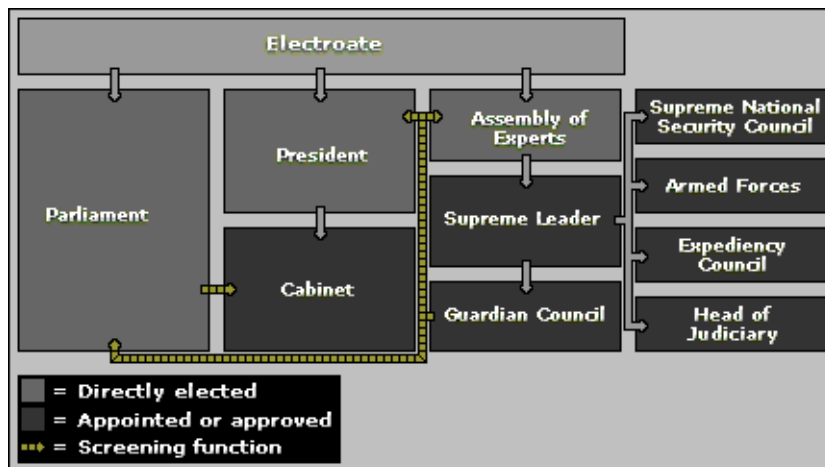 Electroate
Parliament
President
Cabinet
Assembly of
Experts
Supreme Leader
Guardian Council
Supreme National
Security Council
Armed Forces
Expediency
Council
Head of
Judiciary
= Directly elected
= Appointed or approved
= Screening function